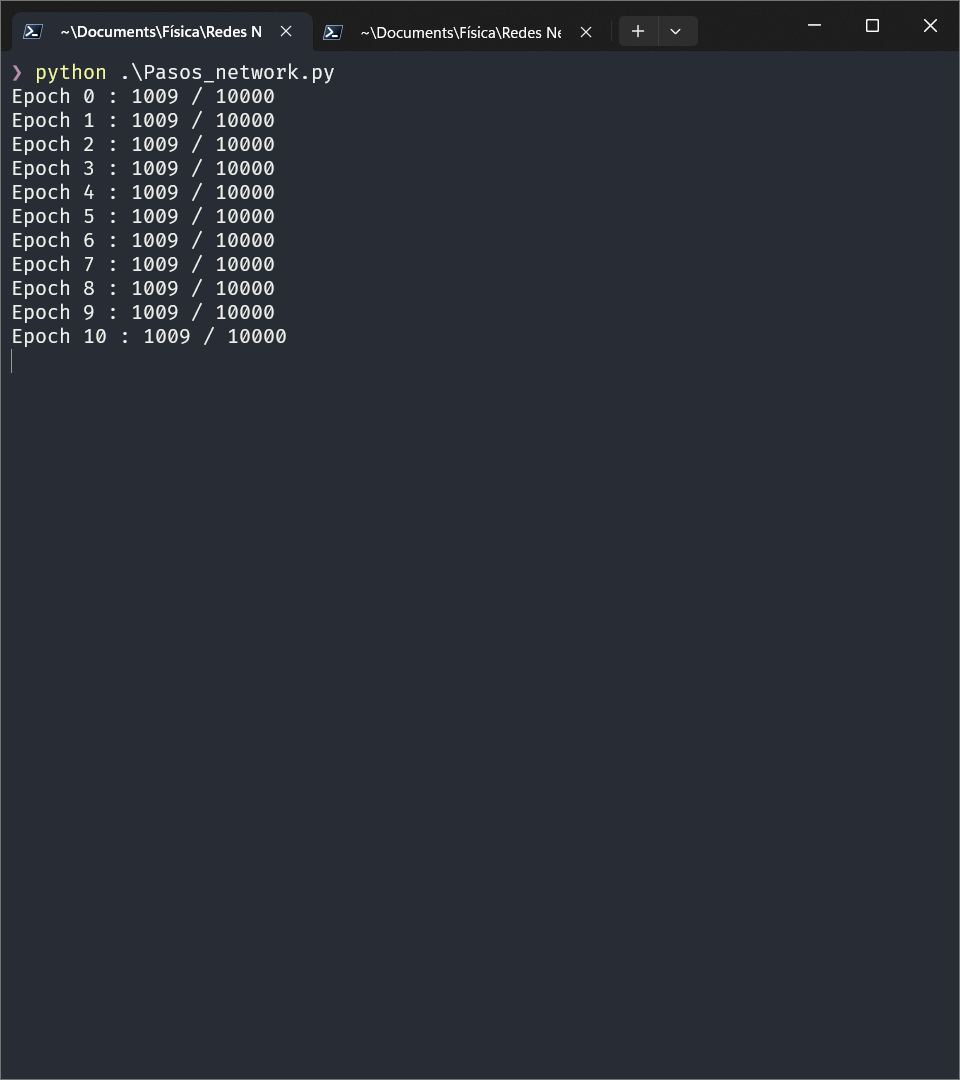 ~\Documents\Física\Redes N
~\Documents\Física\Redes Ne
❯ python .\Pasos_network.py
Epoch 0 : 1009 / 10000
Epoch 1 : 1009 / 10000
Epoch 2 : 1009 / 10000
Epoch 3 : 1009 / 10000
Epoch 4 : 1009 / 10000
Epoch 5 : 1009 / 10000
Epoch 6 : 1009 / 10000
Epoch 7 : 1009 / 10000
Epoch 8 : 1009 / 10000
Epoch 9 : 1009 / 10000
Epoch 10 : 1009 / 10000